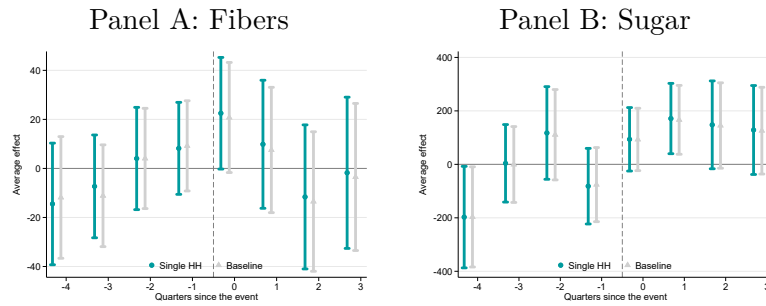 Panel A: Fibers
Average effect
40
20
0
-20
-40
-4 -3 -2 -1 0 1 2 3
Quarters since the event
Single HH Baseline
Panel B: Sugar
Average effect
400
200
0
-200
-400
-4 -3 -2 -1 0 1 2 3
Quarters since the event
Single HH Baseline